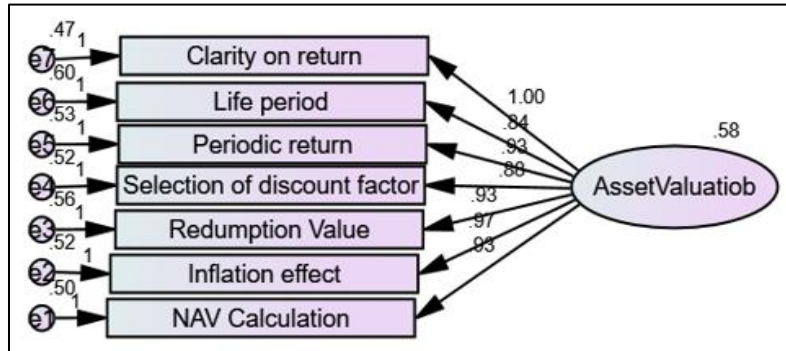 .47
e7 1 Clarity on return
1.00
.60
e6 1 Life period
.84
.58
.53
e5 1 Periodic return
.93
.52
e4 1 Selection of discount factor
.88
AssetValuatiob
.56
e3 1 Redumption Value
.93
.52
e2 1 Inflation effect
.97
.50
e1 1 NAV Calculation
.93